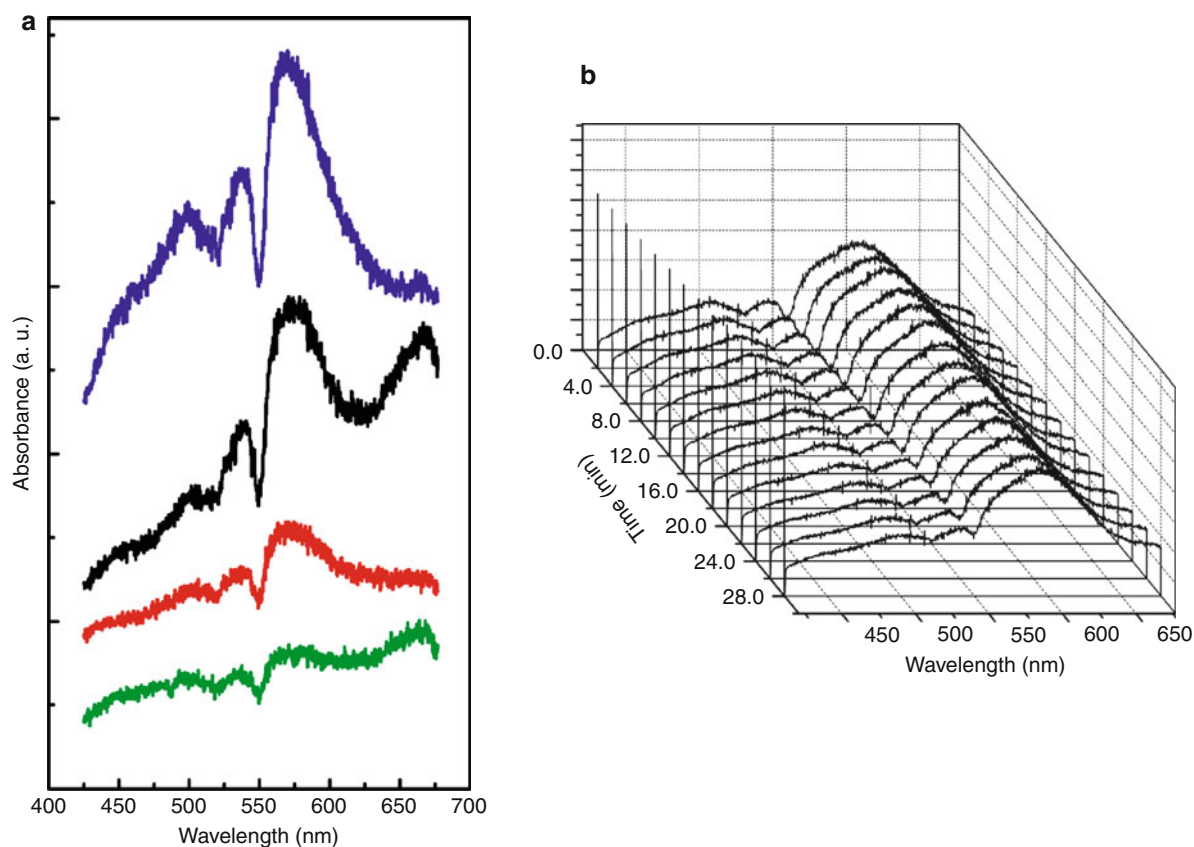 a
Absorbance (a. u.)
400 450 500 550 600 650 700
Wavelength (nm)
b
0.0
4.0
8.0
12.0
16.0
20.0
24.0
28.0
Time (min)
450 500 550 600 650
Wavelength (nm)